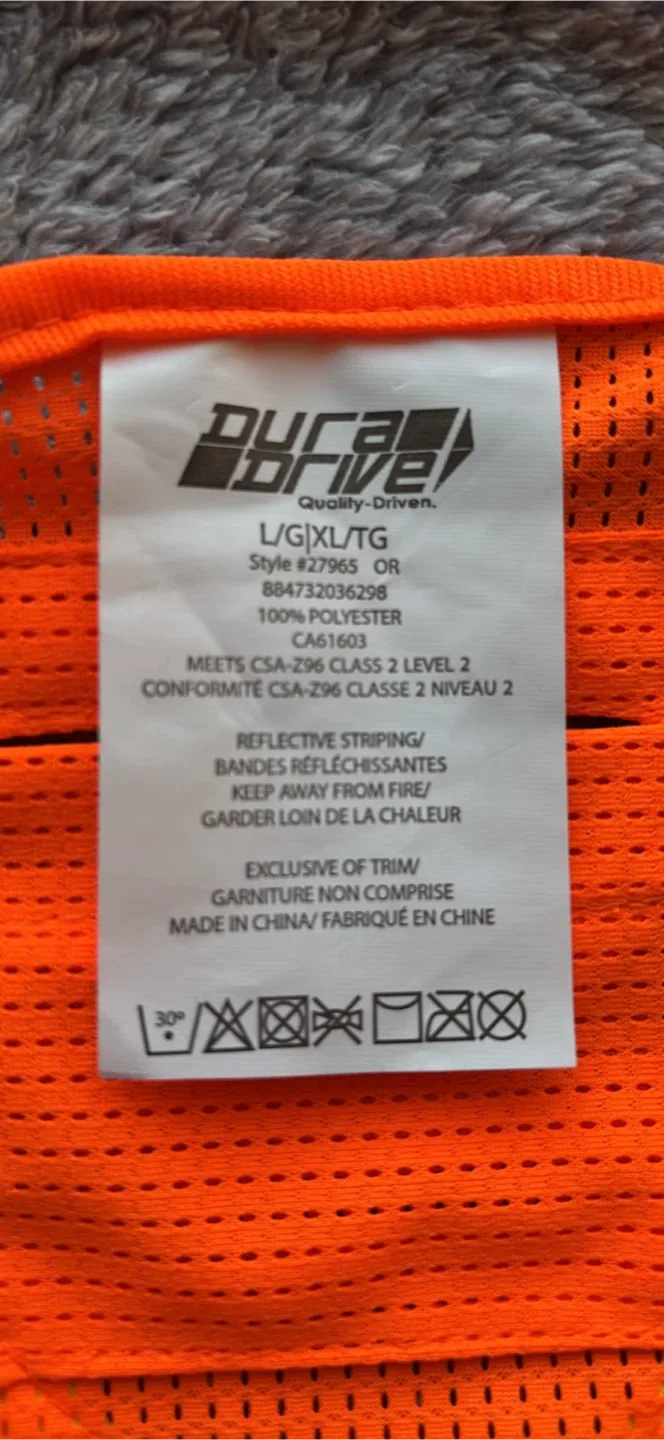 Dura
Drive
Quality-Driven.
L/G|XL/TG
Style #27965 OR
884732036298
100% POLYESTER
CA61603
MEETS CSA-Z96 CLASS 2 LEVEL 2
CONFORMITÉ CSA-Z96 CLASSE 2 NIVEAU 2
REFLECTIVE STRIPING/
BANDES RÉFLÉCHISSANTES
KEEP AWAY FROM FIRE/
GARDER LOIN DE LA CHALEUR
EXCLUSIVE OF TRIM/
GARNITURE NON COMPRISE
MADE IN CHINA/ FABRIQUÉ EN CHINE
30°